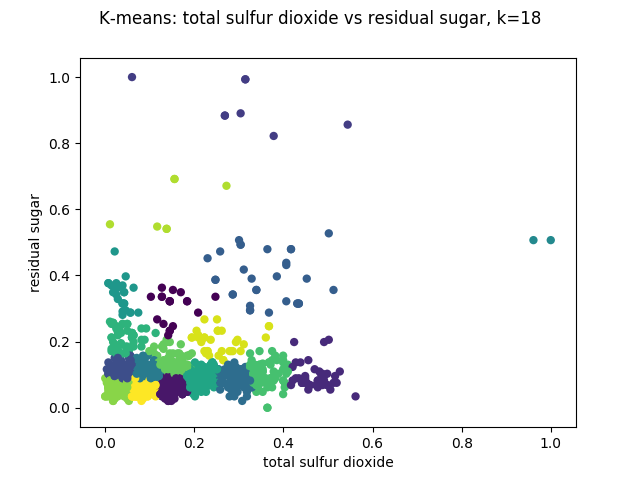 K-means: total sulfur dioxide vs residual sugar, k=18
1.0
0.8
0.6
0.4
0.2
0.0
residual sugar
0.0 0.2 0.4 0.6 0.8 1.0
total sulfur dioxide